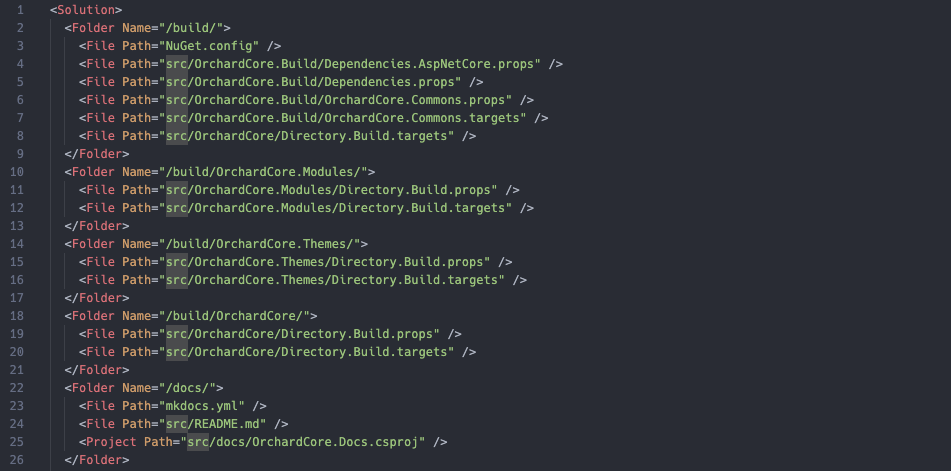 1 <Solution>
2 <Folder Name="/build/">
3 <File Path="NuGet.config" />
4 <File Path="src/OrchardCore.Build/Dependencies.AspNetCore.props" />
5 <File Path="src/OrchardCore.Build/Dependencies.props" />
6 <File Path="src/OrchardCore.Build/OrchardCore.Commons.props" />
7 <File Path="src/OrchardCore.Build/OrchardCore.Commons.targets" />
8 <File Path="src/OrchardCore/Directory.Build.targets" />
9 </Folder>
10 <Folder Name="/build/OrchardCore.Modules/">
11 <File Path="src/OrchardCore.Modules/Directory.Build.props" />
12 <File Path="src/OrchardCore.Modules/Directory.Build.targets" />
13 </Folder>
14 <Folder Name="/build/OrchardCore.Themes/">
15 <File Path="src/OrchardCore.Themes/Directory.Build.props" />
16 <File Path="src/OrchardCore.Themes/Directory.Build.targets" />
17 </Folder>
18 <Folder Name="/build/OrchardCore/">
19 <File Path="src/OrchardCore/Directory.Build.props" />
20 <File Path="src/OrchardCore/Directory.Build.targets" />
21 </Folder>
22 <Folder Name="/docs/">
23 <File Path="mkdocs.yml" />
24 <File Path="src/README.md" />
25 <Project Path="src/docs/OrchardCore.Docs.csproj" />
26 </Folder>